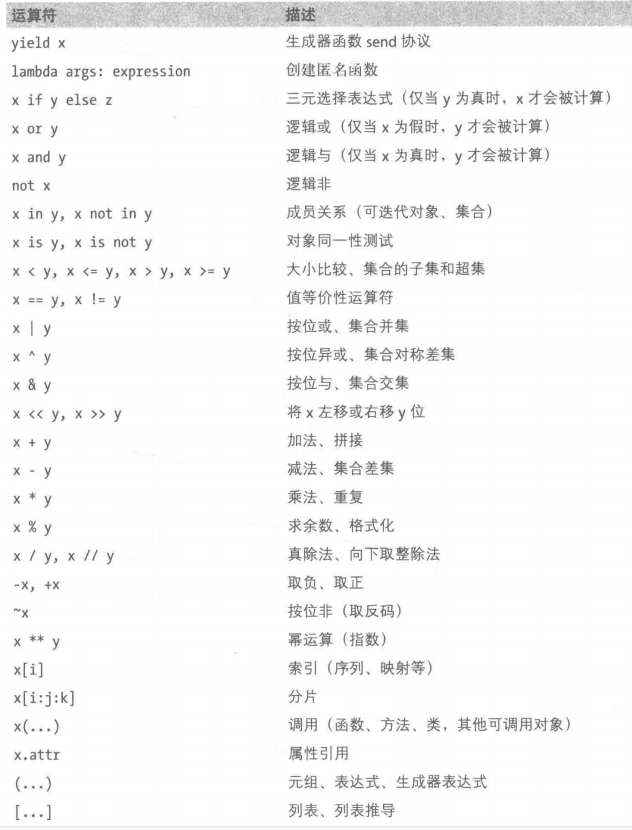 运算符 描述
yield x 生成器函数 send 协议
lambda args: expression 创建匿名函数
x if y else z 三元选择表达式（仅当 y 为真时，x 才会被计算）
x or y 逻辑或（仅当 x 为假时，y 才会被计算）
x and y 逻辑与（仅当 x 为真时，y 才会被计算）
not x 逻辑非
x in y, x not in y 成员关系（可迭代对象、集合）
x is y, x is not y 对象同一性测试
x < y, x <= y, x > y, x >= y 大小比较、集合的子集和超集
x == y, x != y 值等价性运算符
x | y 按位或、集合并集
x ^ y 按位异或、集合对称差集
x & y 按位与、集合交集
x << y, x >> y 将 x 左移或右移 y 位
x + y 加法、拼接
x - y 减法、集合差集
x * y 乘法、重复
x % y 求余数、格式化
x / y, x // y 真除法、向下取整除法
-x, +x 取负、取正
~x 按位非（取反码）
x ** y 幂运算（指数）
x[i] 索引（序列、映射等）
x[i:j:k] 分片
x(...) 调用（函数、方法、类，其他可调用对象）
x.attr 属性引用
(...) 元组、表达式、生成器表达式
[...] 列表、列表推导